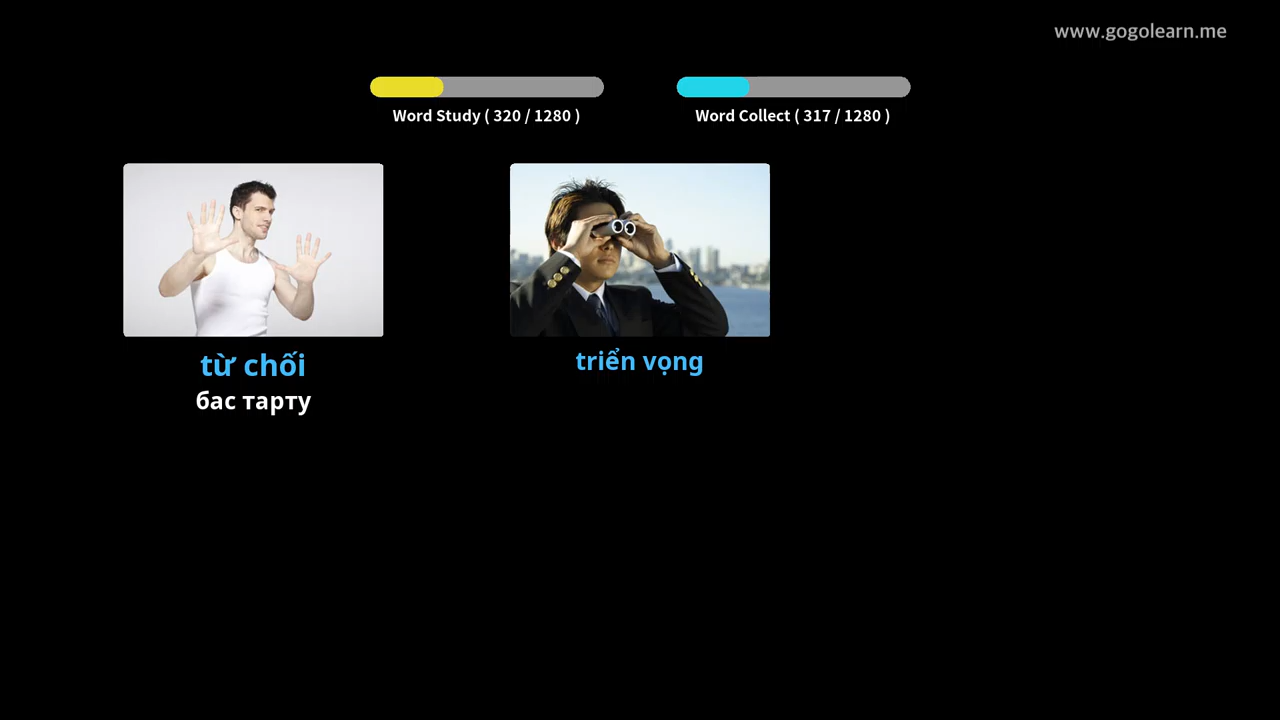 www.gogolearn.me
Word Study ( 320 / 1280 )
Word Collect ( 317 / 1280 )
từ chối
бас тарту
triển vọng